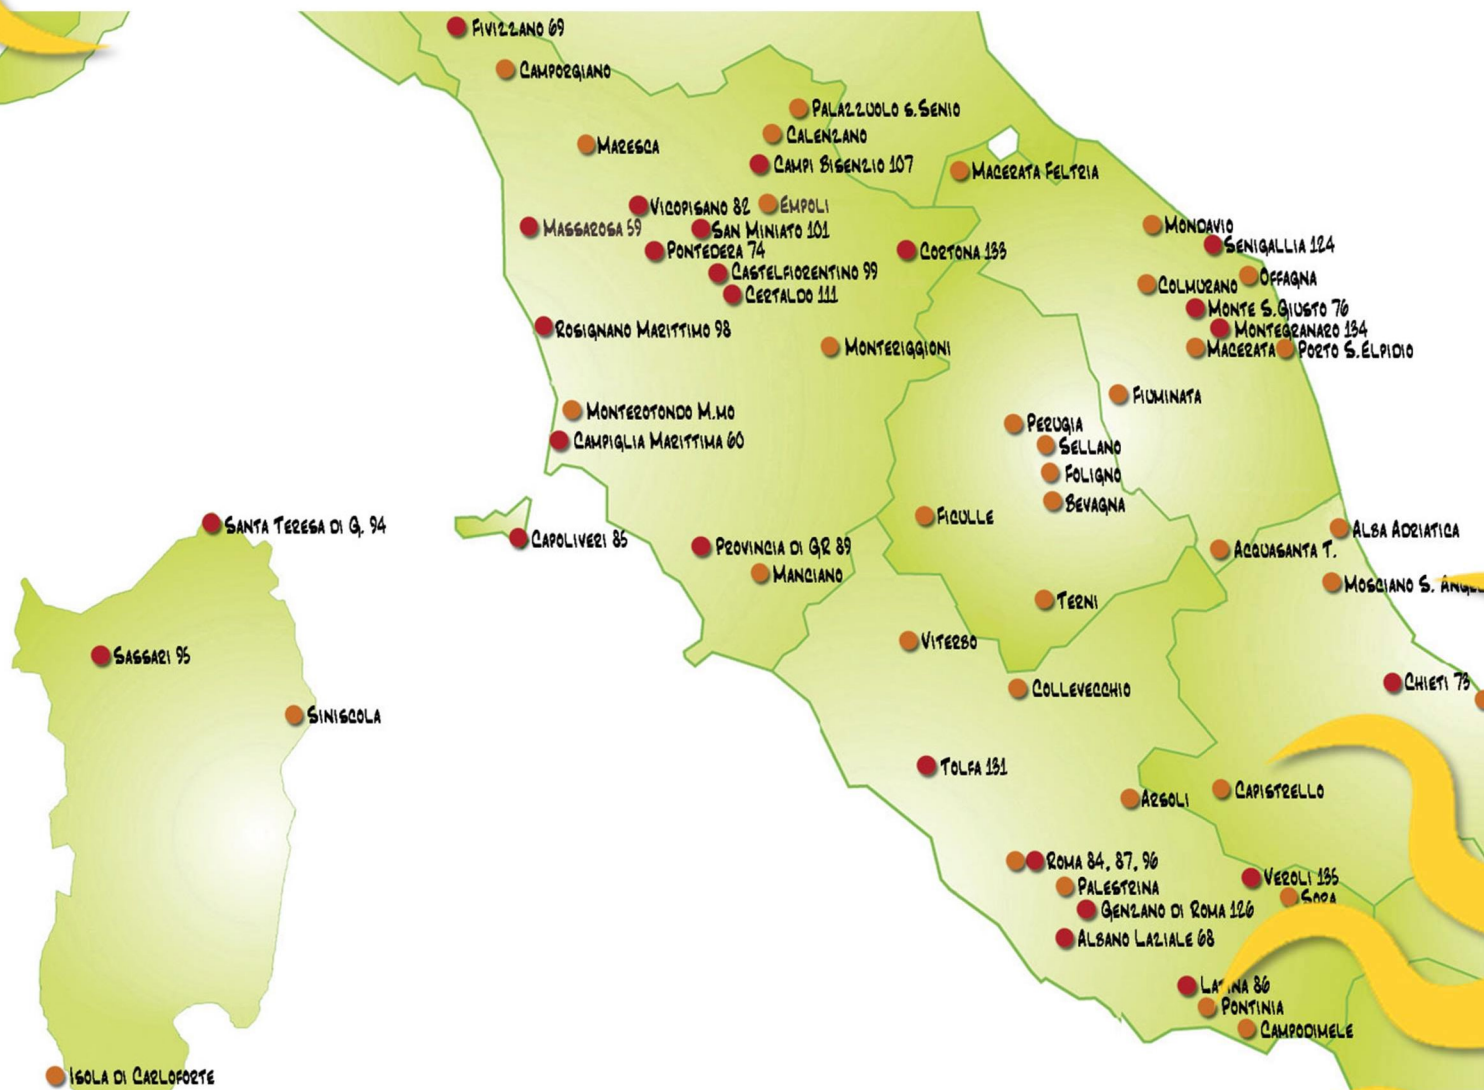 Fivizzano 69
Camporgiano
Palazzuolo s.Senio
Calenzano
Maresca
Campi Bisenzio 107
Macerata Feltria
Vicopisano 82
Empoli
Massarosa 59
San Miniato 101
Mondavio
Senigallia 124
Pontedera 74
Cortona 133
Castelfiorentino 99
Offagna
Colmurano
Certaldo 111
Monte S.Giusto 76
Rosignano Marittimo 98
Montegranaro 134
Monteriggioni
Macerata
Porto S.Elpidio
Fiuminata
Monterotondo M.mo
Perugia
Campiglia Marittima 60
Sellano
Foligno
Bevagna
Ficulle
Santa Teresa di G. 94
Capoliveri 85
Alba Adriatica
Provincia di GR 89
Acquasanta T.
Manciano
Mosciano S.
Terni
Viterbo
Sassari 95
Chieti 73
Collevecchio
Siniscola
Tolfa 131
Capistrello
Arsoli
Roma 84, 87, 96
Veroli 135
Palestrina
Sora
Genzano di Roma 126
Albano Laziale 68
Latina 86
Pontinia
Campodimele
Isola di Carloforte